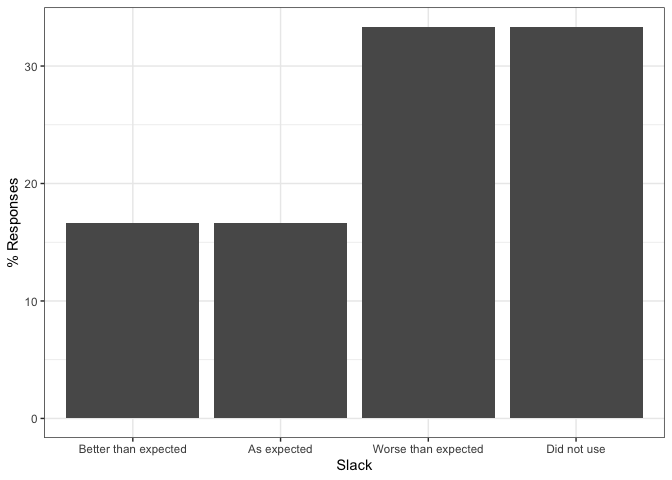 % Responses
30
20
10
0
Better than expected
As expected
Worse than expected
Did not use
Slack